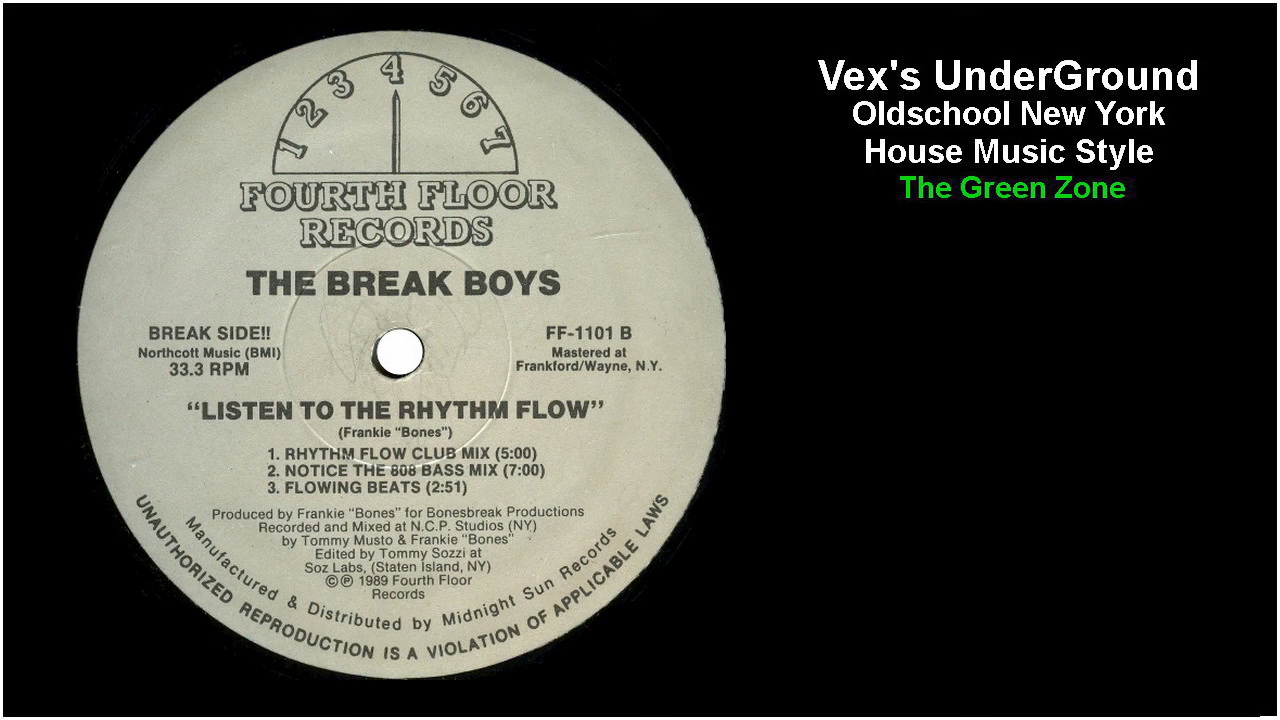 1 2 3 4 5 6 7
FOURTH FLOOR
RECORDS
THE BREAK BOYS
BREAK SIDE!!
Northcott Music (BMI)
33.3 RPM
FF-1101 B
Mastered at
Frankford/Wayne, N.Y.
“LISTEN TO THE RHYTHM FLOW”
(Frankie “Bones”)
1. RHYTHM FLOW CLUB MIX (5:00)
2. NOTICE THE 808 BASS MIX (7:00)
3. FLOWING BEATS (2:51)
Produced by Frankie “Bones” for Bonesbreak Productions
Recorded and Mixed at N.C.P. Studios (NY)
by Tommy Musto & Frankie “Bones”
Edited by Tommy Sozzi at
Soz Labs, (Staten Island, NY)
©℗ 1989 Fourth Floor
Records
Manufactured & Distributed by Midnight Sun Records
UNAUTHORIZED REPRODUCTION IS A VIOLATION OF APPLICABLE LAWS
Vex's UnderGround
Oldschool New York
House Music Style
The Green Zone